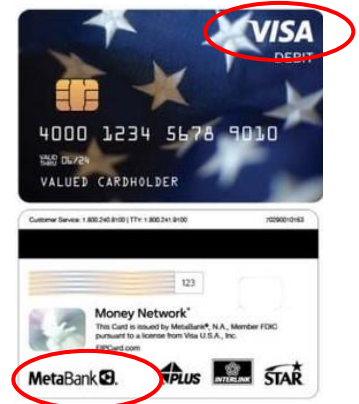 VISA
DEBIT
4000 1234 5678 9010
VALID THRU 06/24
VALUED CARDHOLDER
Customer Service: 1.800.240.8100 | TTY: 1.800.241.9100 70290010163
123
Money Network®
This Card is issued by MetaBank®, N.A., Member FDIC
pursuant to a license from Visa U.S.A., Inc.
EIPCard.com
MetaBank PLUS INTERLINK STAR